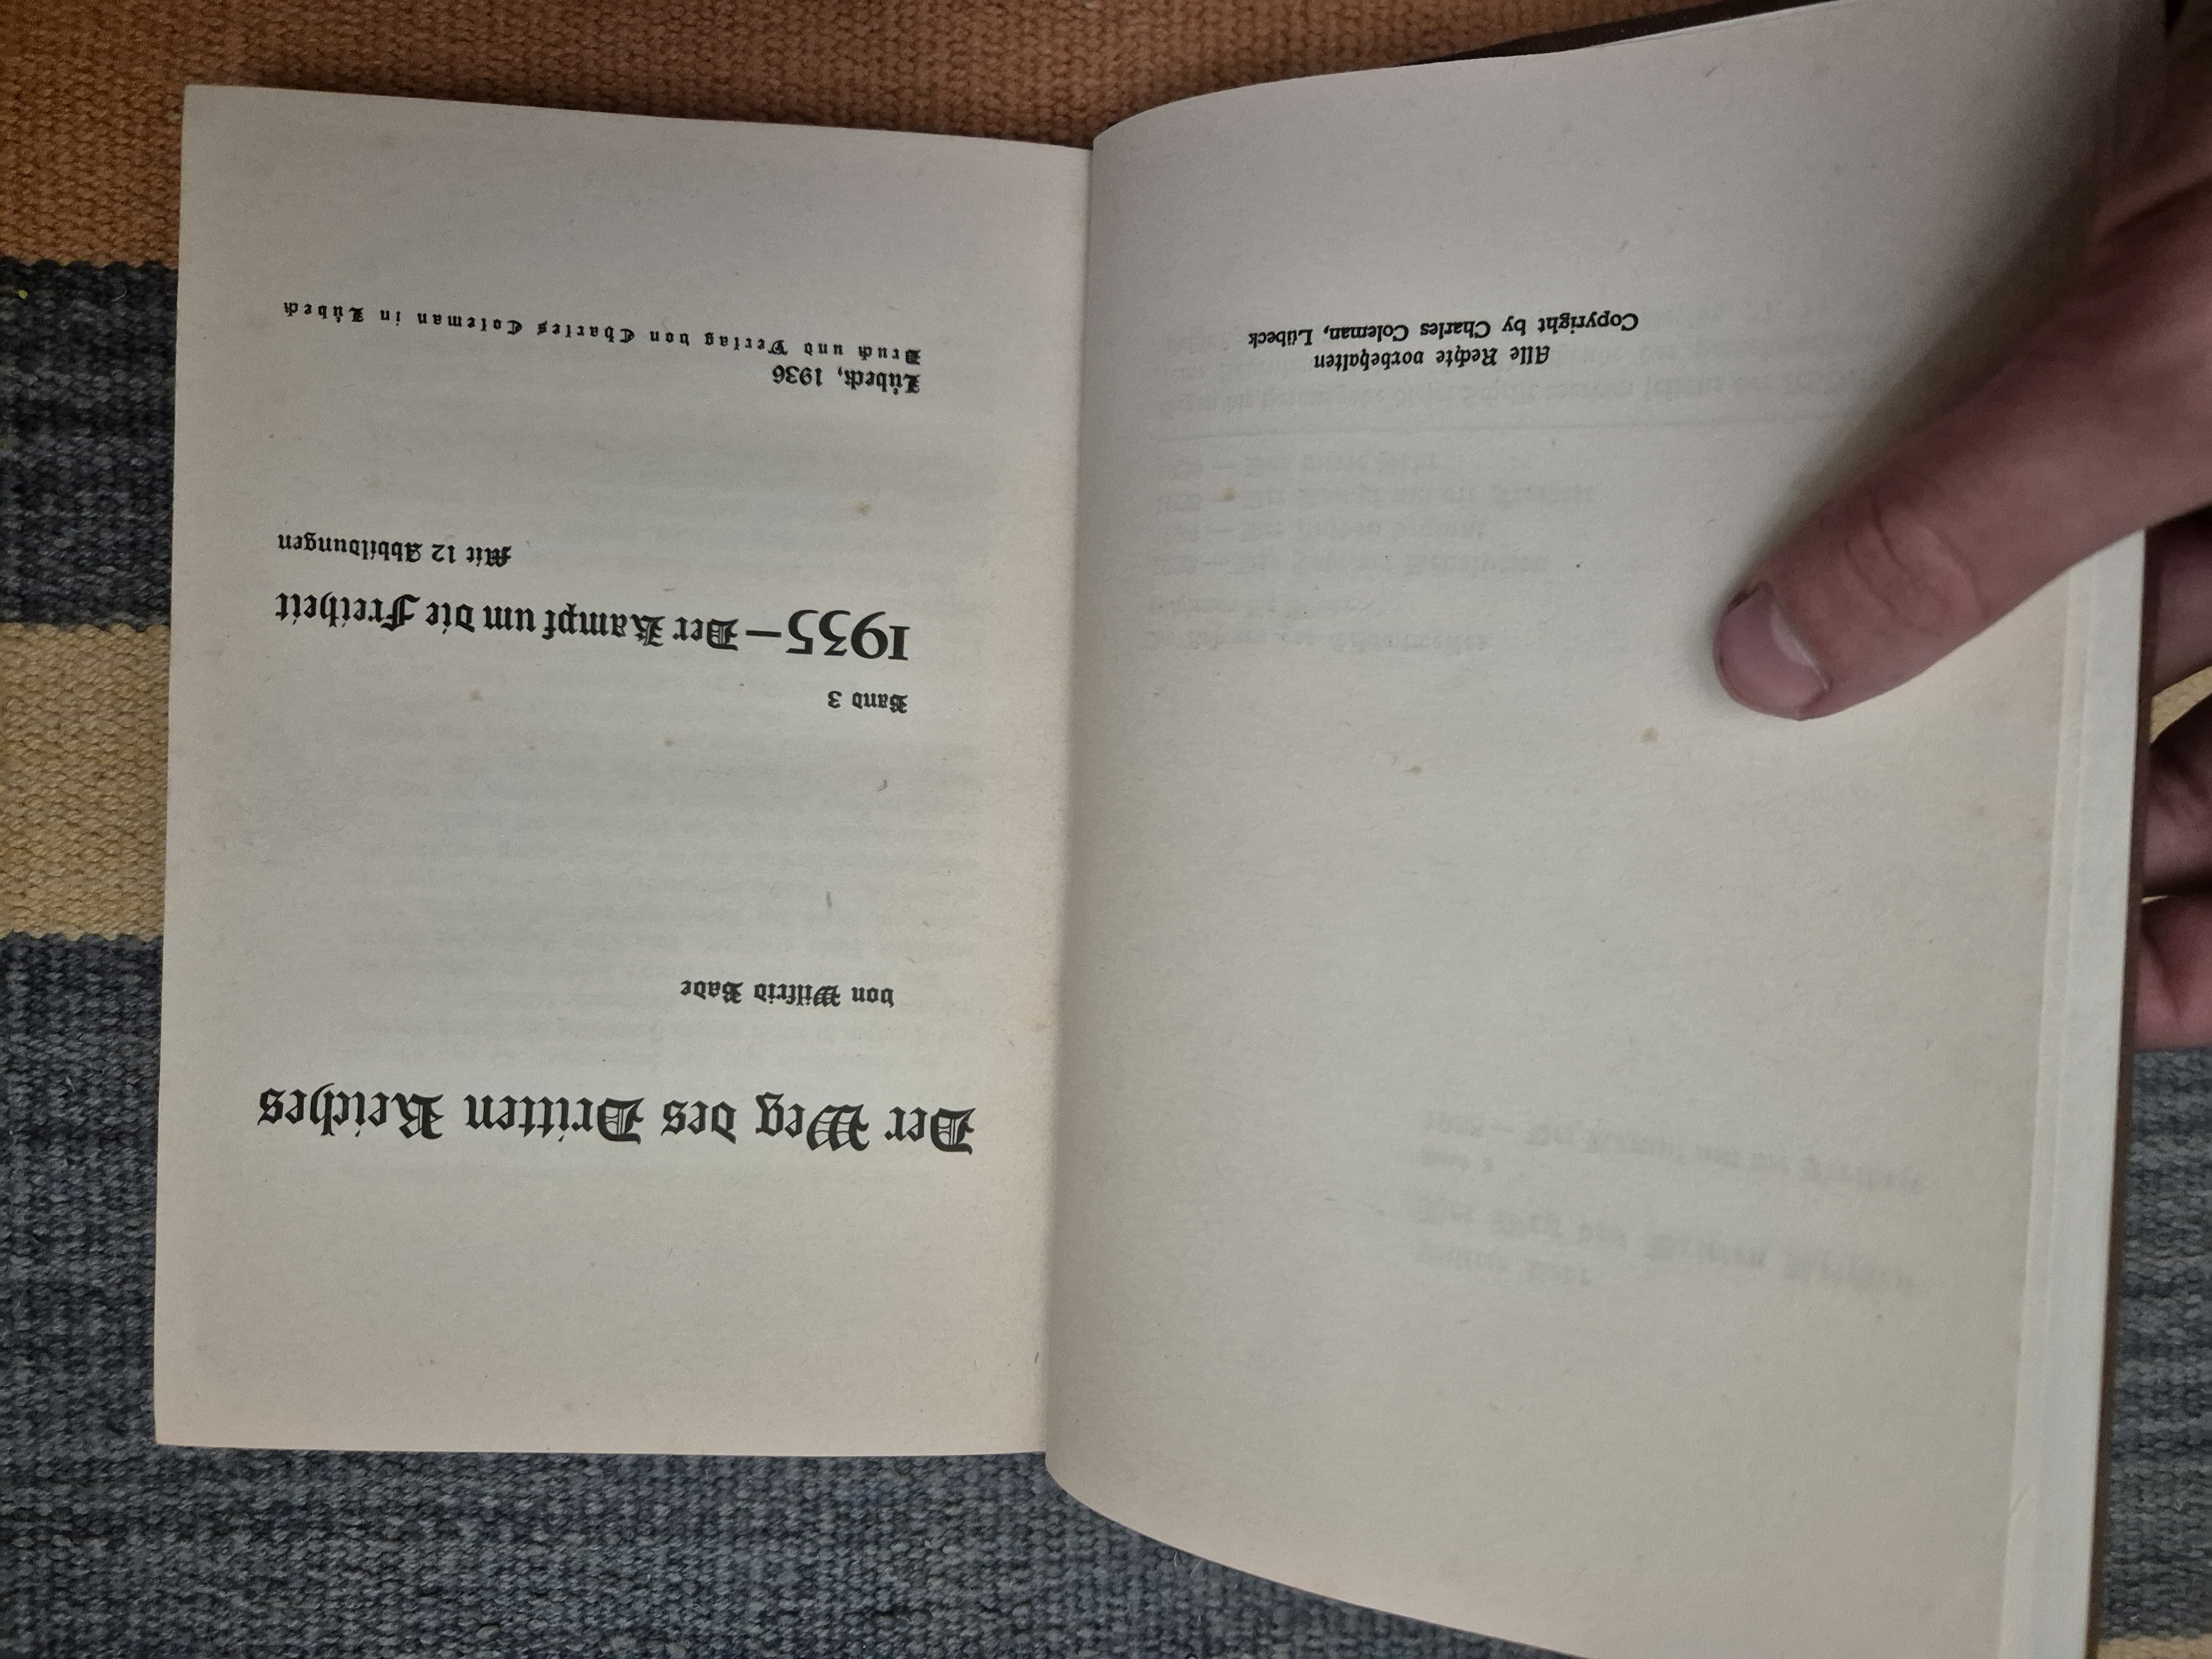 Alle Rechte vorbehalten
Copyright by Charles Coleman, Lübeck
Der Weg des Dritten Reiches
von Wilfrid Bade
Band 3
1935 – Der Kampf um die Freiheit
Mit 12 Abbildungen
Lübeck, 1936
Druck und Verlag von Charles Coleman in Lübeck